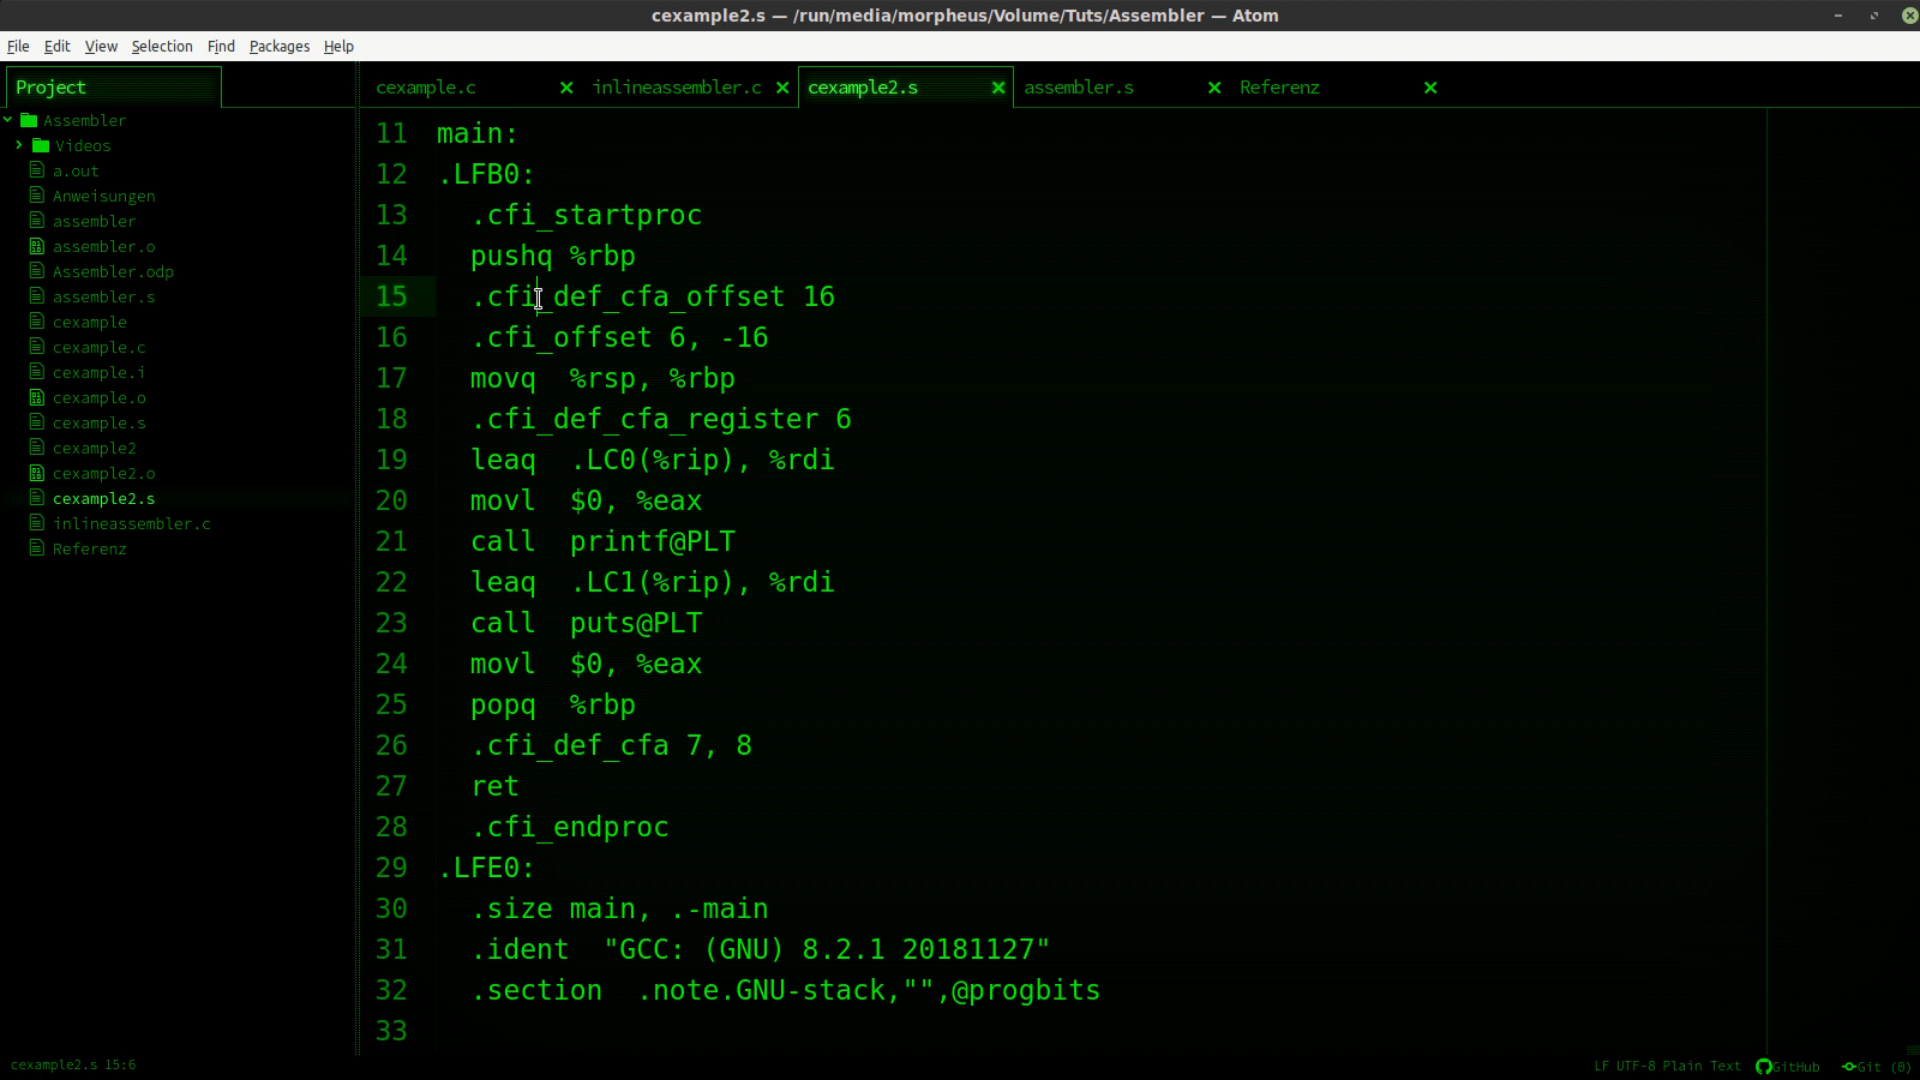 cexample2.s — /run/media/morpheus/Volume/Tuts/Assembler — Atom
File Edit View Selection Find Packages Help
Project
Assembler
Videos
a.out
Anweisungen
assembler
assembler.o
Assembler.odp
assembler.s
cexample
cexample.c
cexample.i
cexample.o
cexample.s
cexample2
cexample2.o
cexample2.s
inlineassembler.c
Referenz
cexample.c inlineassembler.c cexample2.s assembler.s Referenz
11 main:
12 .LFB0:
13 .cfi_startproc
14 pushq %rbp
15 .cfi_def_cfa_offset 16
16 .cfi_offset 6, -16
17 movq %rsp, %rbp
18 .cfi_def_cfa_register 6
19 leaq .LC0(%rip), %rdi
20 movl $0, %eax
21 call printf@PLT
22 leaq .LC1(%rip), %rdi
23 call puts@PLT
24 movl $0, %eax
25 popq %rbp
26 .cfi_def_cfa 7, 8
27 ret
28 .cfi_endproc
29 .LFE0:
30 .size main, .-main
31 .ident "GCC: (GNU) 8.2.1 20181127"
32 .section .note.GNU-stack,"",@progbits
33
cexample2.s 15:6
LF UTF-8 Plain Text GitHub Git (0)